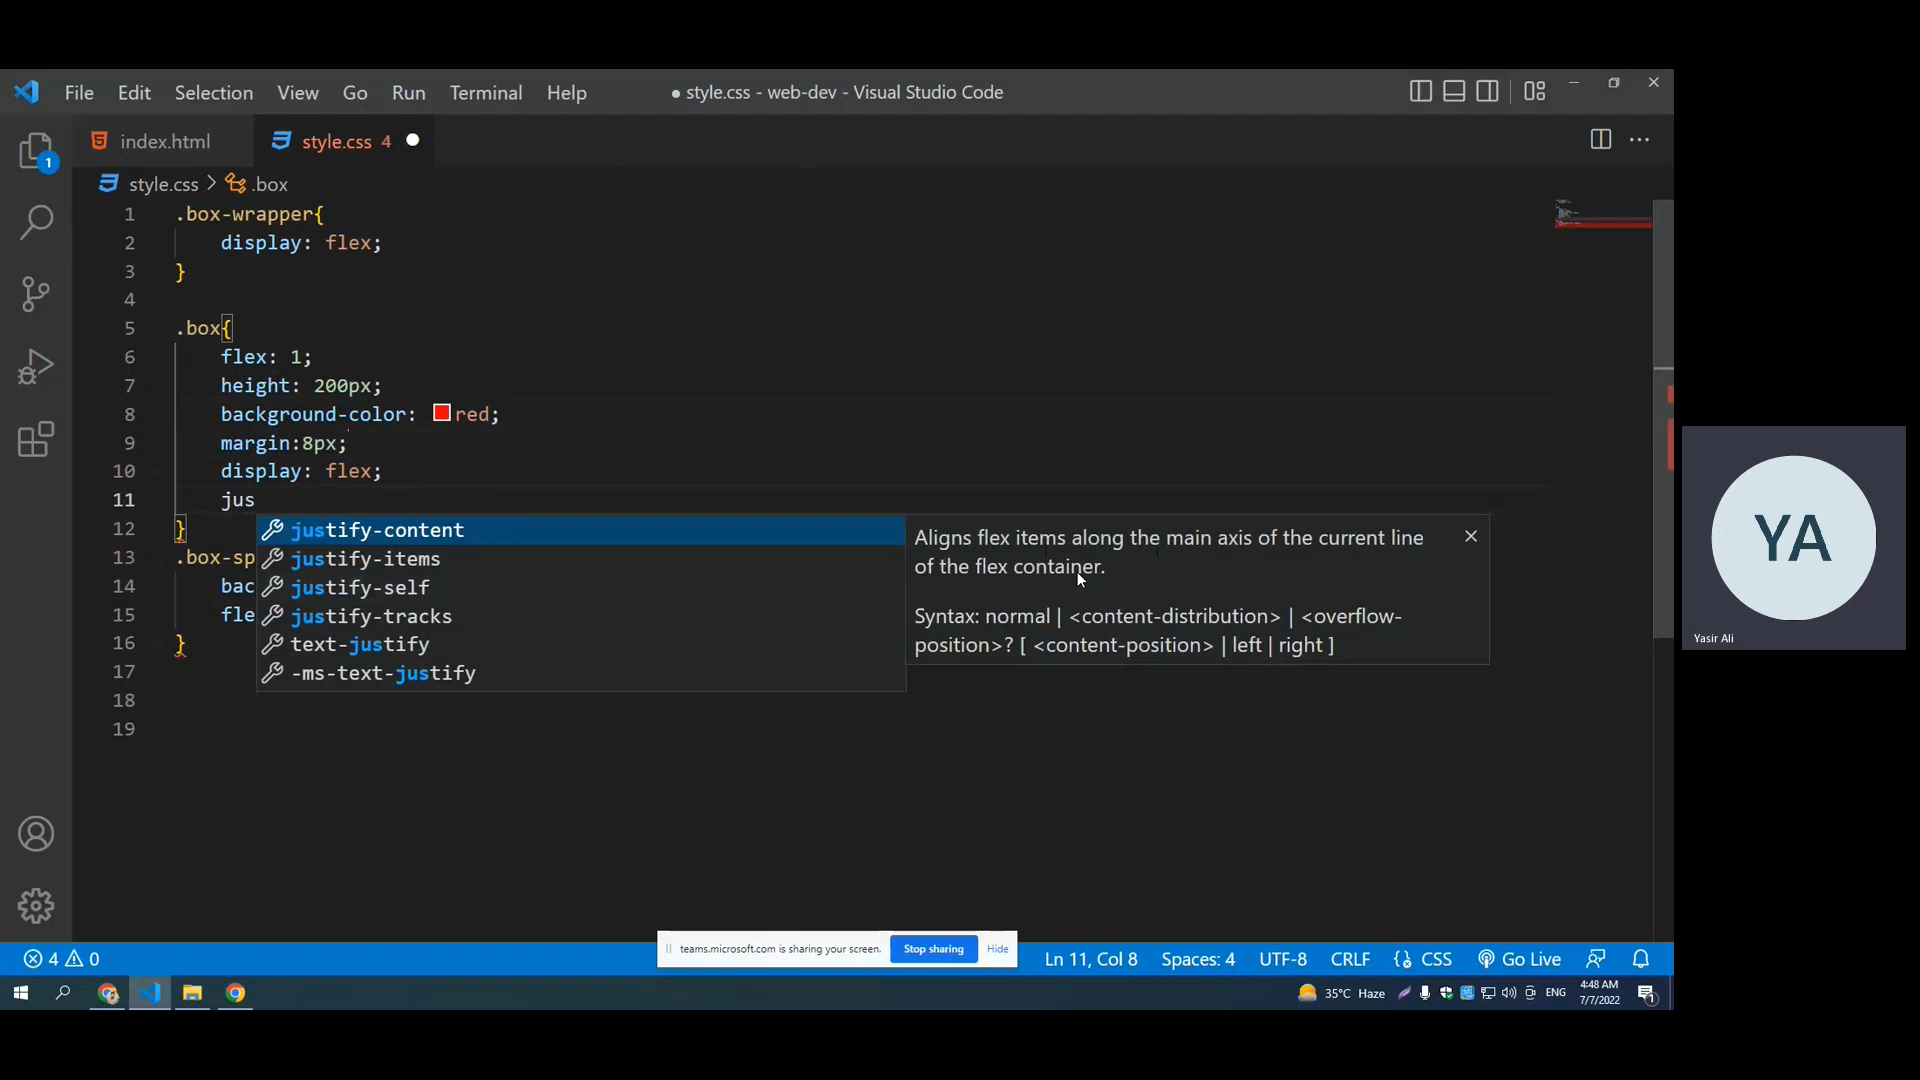 File Edit Selection View Go Run Terminal Help ● style.css - web-dev - Visual Studio Code
index.html style.css 4
style.css > .box
1 .box-wrapper{
2 display: flex;
3 }
4
5 .box{
6 flex: 1;
7 height: 200px;
8 background-color: red;
9 margin:8px;
10 display: flex;
11 jus
12 }
13 .box-sp
14 bac
15 fle
16 }
17
18
19
justify-content
justify-items
justify-self
justify-tracks
text-justify
-ms-text-justify
Aligns flex items along the main axis of the current line
of the flex container.
Syntax: normal | <content-distribution> | <overflow-
position>? [ <content-position> | left | right ]
1
YA
Yasir Ali
teams.microsoft.com is sharing your screen. Stop sharing Hide
4 0 Ln 11, Col 8 Spaces: 4 UTF-8 CRLF {} CSS Go Live
35°C Haze ENG 4:48 AM
7/7/2022
1